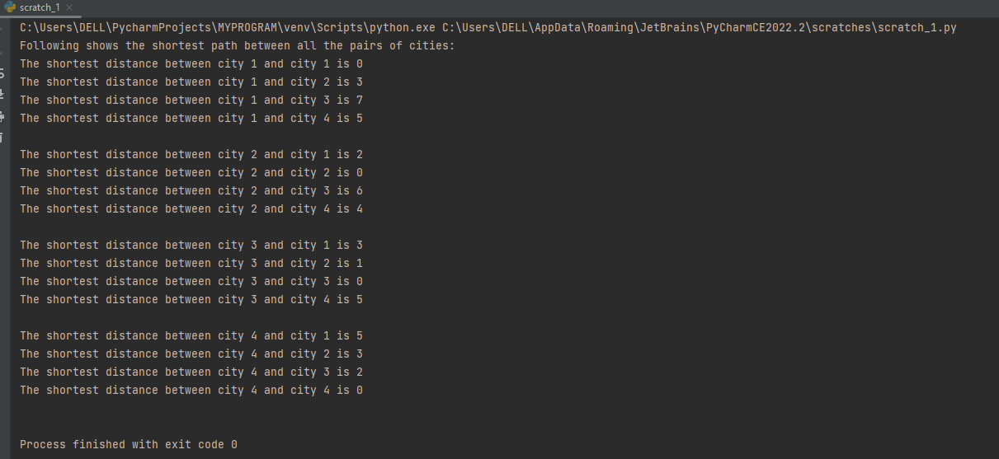 scratch_1
C:\Users\DELL\PycharmProjects\MYPROGRAM\venv\Scripts\python.exe C:\Users\DELL\AppData\Roaming\JetBrains\PyCharmCE2022.2\scratches\scratch_1.py
Following shows the shortest path between all the pairs of cities:
The shortest distance between city 1 and city 1 is 0
The shortest distance between city 1 and city 2 is 3
The shortest distance between city 1 and city 3 is 7
The shortest distance between city 1 and city 4 is 5
The shortest distance between city 2 and city 1 is 2
The shortest distance between city 2 and city 2 is 0
The shortest distance between city 2 and city 3 is 6
The shortest distance between city 2 and city 4 is 4
The shortest distance between city 3 and city 1 is 3
The shortest distance between city 3 and city 2 is 1
The shortest distance between city 3 and city 3 is 0
The shortest distance between city 3 and city 4 is 5
The shortest distance between city 4 and city 1 is 5
The shortest distance between city 4 and city 2 is 3
The shortest distance between city 4 and city 3 is 2
The shortest distance between city 4 and city 4 is 0
Process finished with exit code 0